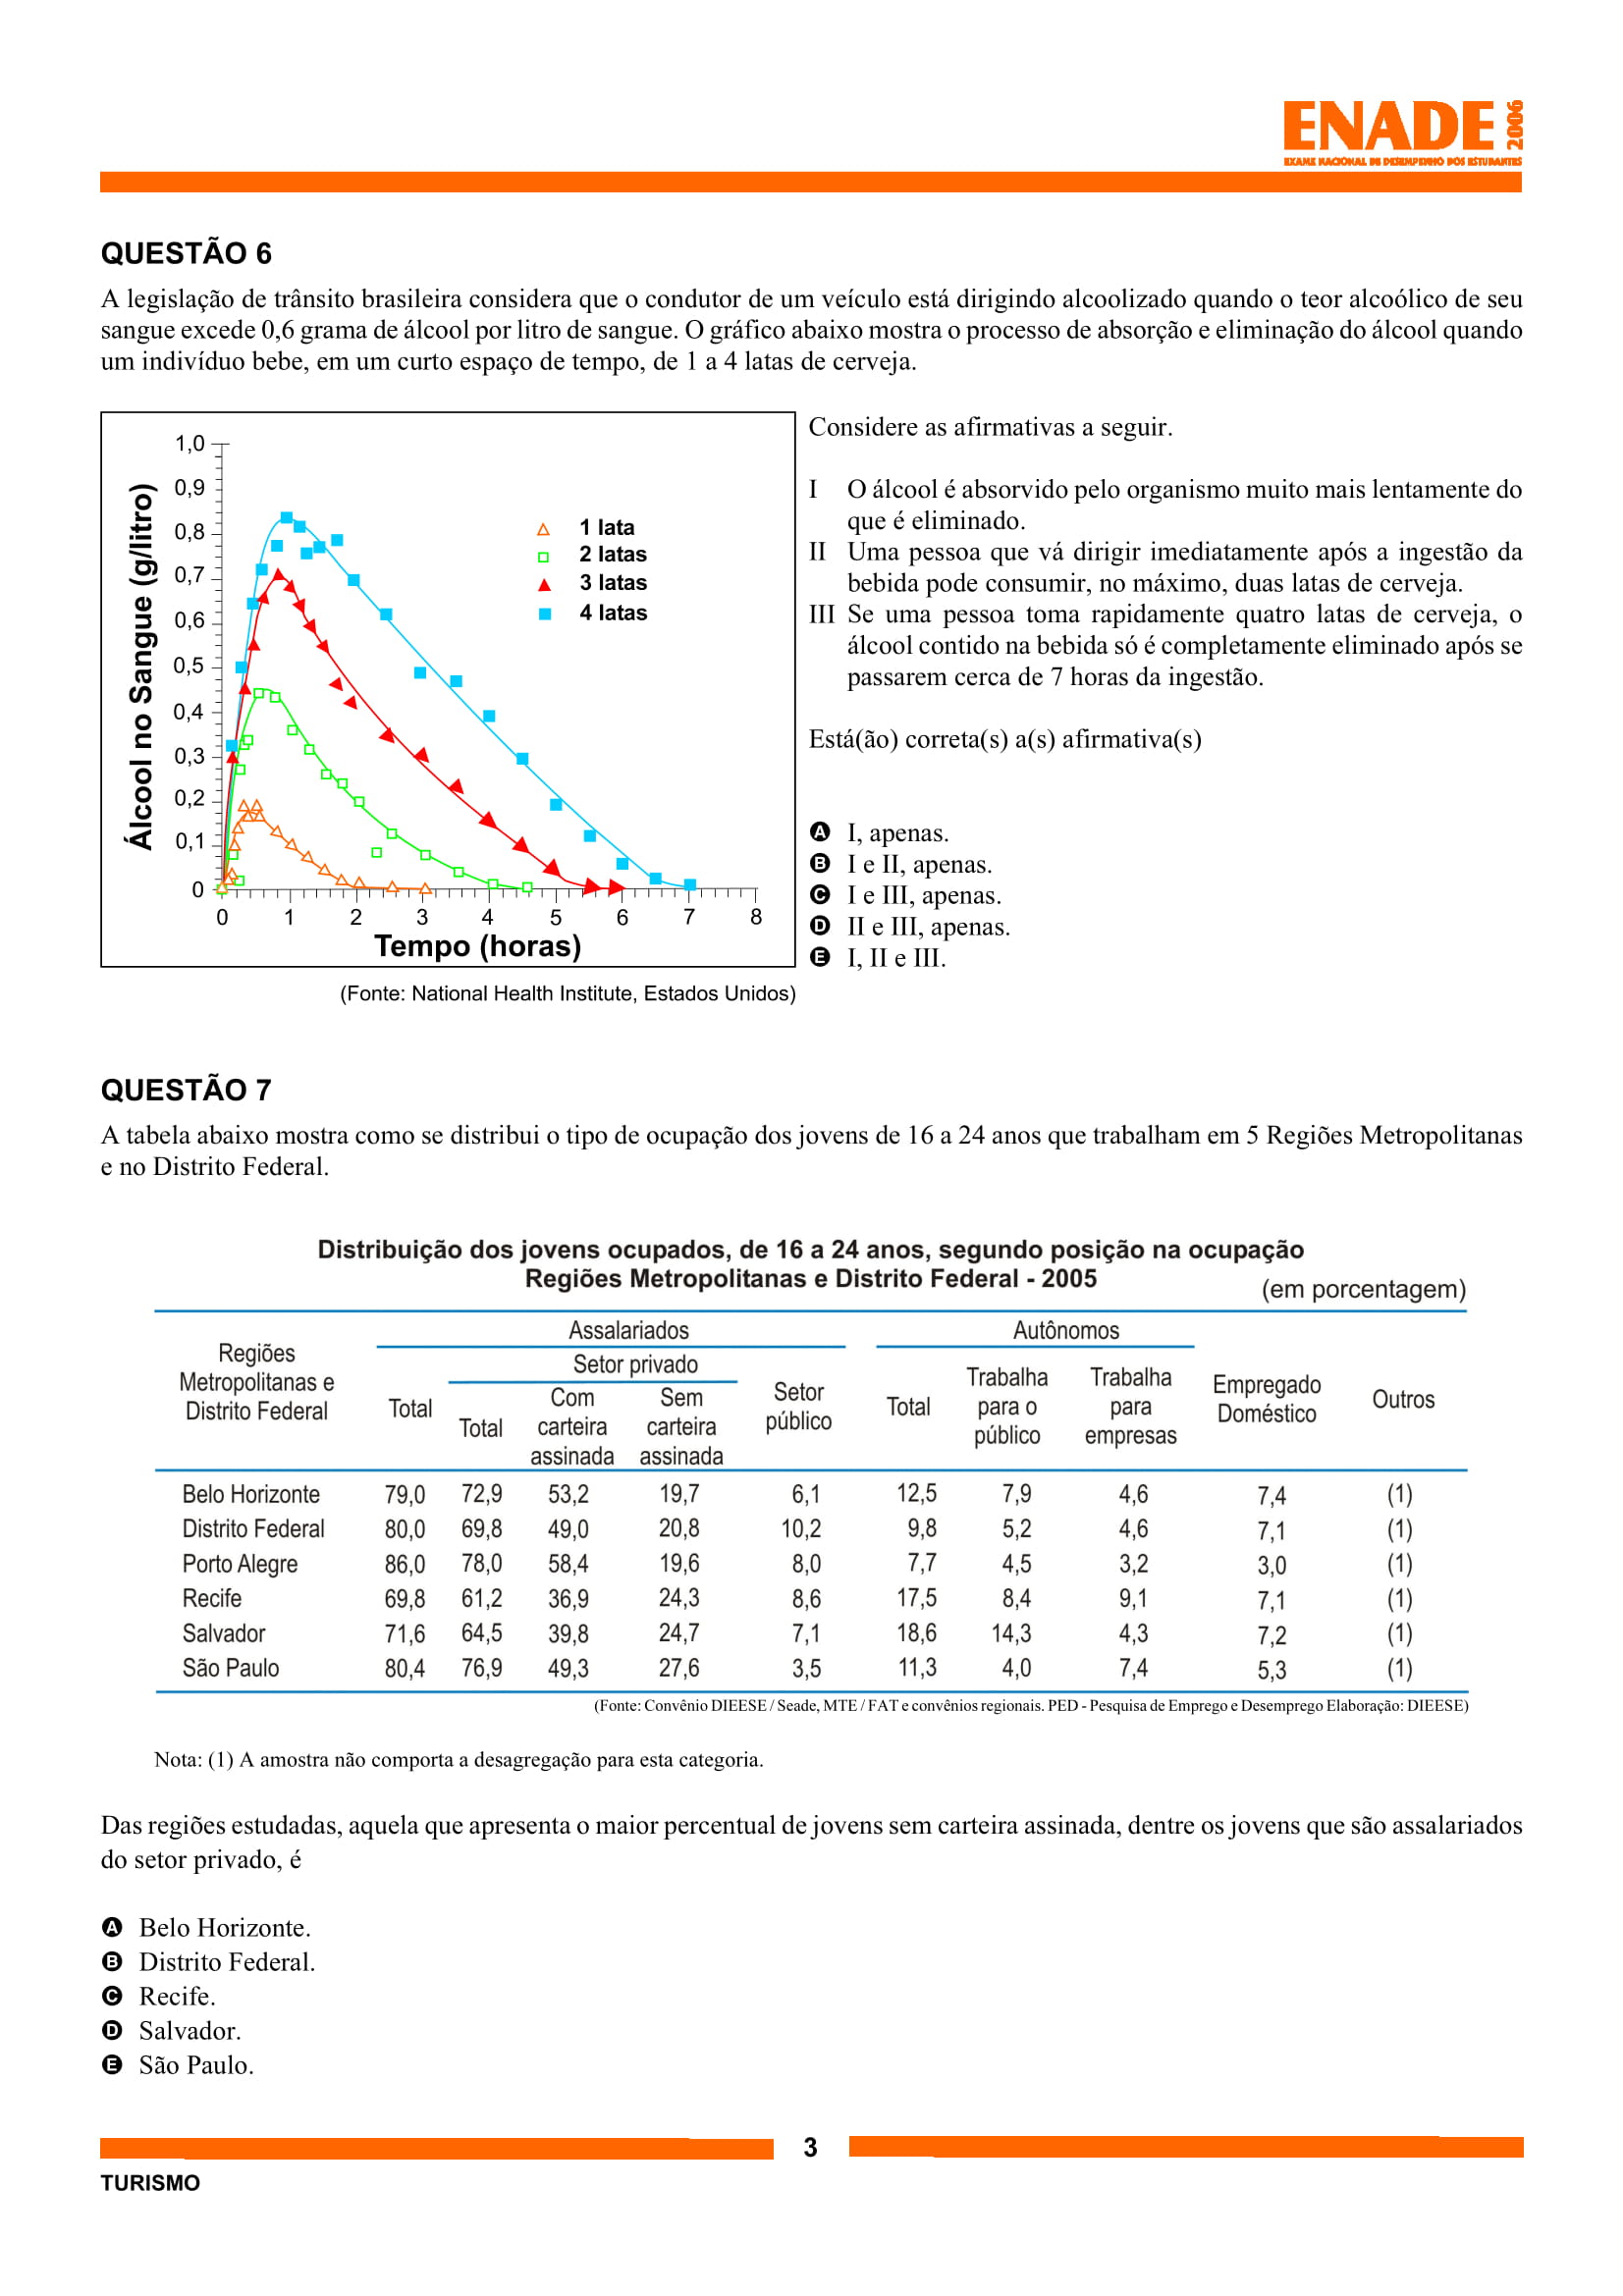 ENADE 2006
EXAME NACIONAL DE DESEMPENHO DOS ESTUDANTES
QUESTÃO 6
A legislação de trânsito brasileira considera que o condutor de um veículo está dirigindo alcoolizado quando o teor alcoólico de seu
sangue excede 0,6 grama de álcool por litro de sangue. O gráfico abaixo mostra o processo de absorção e eliminação do álcool quando
um indivíduo bebe, em um curto espaço de tempo, de 1 a 4 latas de cerveja.
Álcool no Sangue (g/litro)
1,0
0,9
0,8
0,7
0,6
0,5
0,4
0,3
0,2
0,1
0
0 1 2 3 4 5 6 7 8
Tempo (horas)
1 lata
2 latas
3 latas
4 latas
(Fonte: National Health Institute, Estados Unidos)
Considere as afirmativas a seguir.
I O álcool é absorvido pelo organismo muito mais lentamente do
que é eliminado.
II Uma pessoa que vá dirigir imediatamente após a ingestão da
bebida pode consumir, no máximo, duas latas de cerveja.
III Se uma pessoa toma rapidamente quatro latas de cerveja, o
álcool contido na bebida só é completamente eliminado após se
passarem cerca de 7 horas da ingestão.
Está(ão) correta(s) a(s) afirmativa(s)
A I, apenas.
B I e II, apenas.
C I e III, apenas.
D II e III, apenas.
E I, II e III.
QUESTÃO 7
A tabela abaixo mostra como se distribui o tipo de ocupação dos jovens de 16 a 24 anos que trabalham em 5 Regiões Metropolitanas
e no Distrito Federal.
Distribuição dos jovens ocupados, de 16 a 24 anos, segundo posição na ocupação
Regiões Metropolitanas e Distrito Federal - 2005
(em porcentagem)
Regiões
Metropolitanas e
Distrito Federal
Assalariados
Total
Setor privado
Total
Com
carteira
assinada
Sem
carteira
assinada
Setor
público
Autônomos
Total
Trabalha
para o
público
Trabalha
para
empresas
Empregado
Doméstico
Outros
Belo Horizonte 79,0 72,9 53,2 19,7 6,1 12,5 7,9 4,6 7,4 (1)
Distrito Federal 80,0 69,8 49,0 20,8 10,2 9,8 5,2 4,6 7,1 (1)
Porto Alegre 86,0 78,0 58,4 19,6 8,0 7,7 4,5 3,2 3,0 (1)
Recife 69,8 61,2 36,9 24,3 8,6 17,5 8,4 9,1 7,1 (1)
Salvador 71,6 64,5 39,8 24,7 7,1 18,6 14,3 4,3 7,2 (1)
São Paulo 80,4 76,9 49,3 27,6 3,5 11,3 4,0 7,4 5,3 (1)
(Fonte: Convênio DIEESE / Seade, MTE / FAT e convênios regionais. PED - Pesquisa de Emprego e Desemprego Elaboração: DIEESE)
Nota: (1) A amostra não comporta a desagregação para esta categoria.
Das regiões estudadas, aquela que apresenta o maior percentual de jovens sem carteira assinada, dentre os jovens que são assalariados
do setor privado, é
A Belo Horizonte.
B Distrito Federal.
C Recife.
D Salvador.
E São Paulo.
3
TURISMO